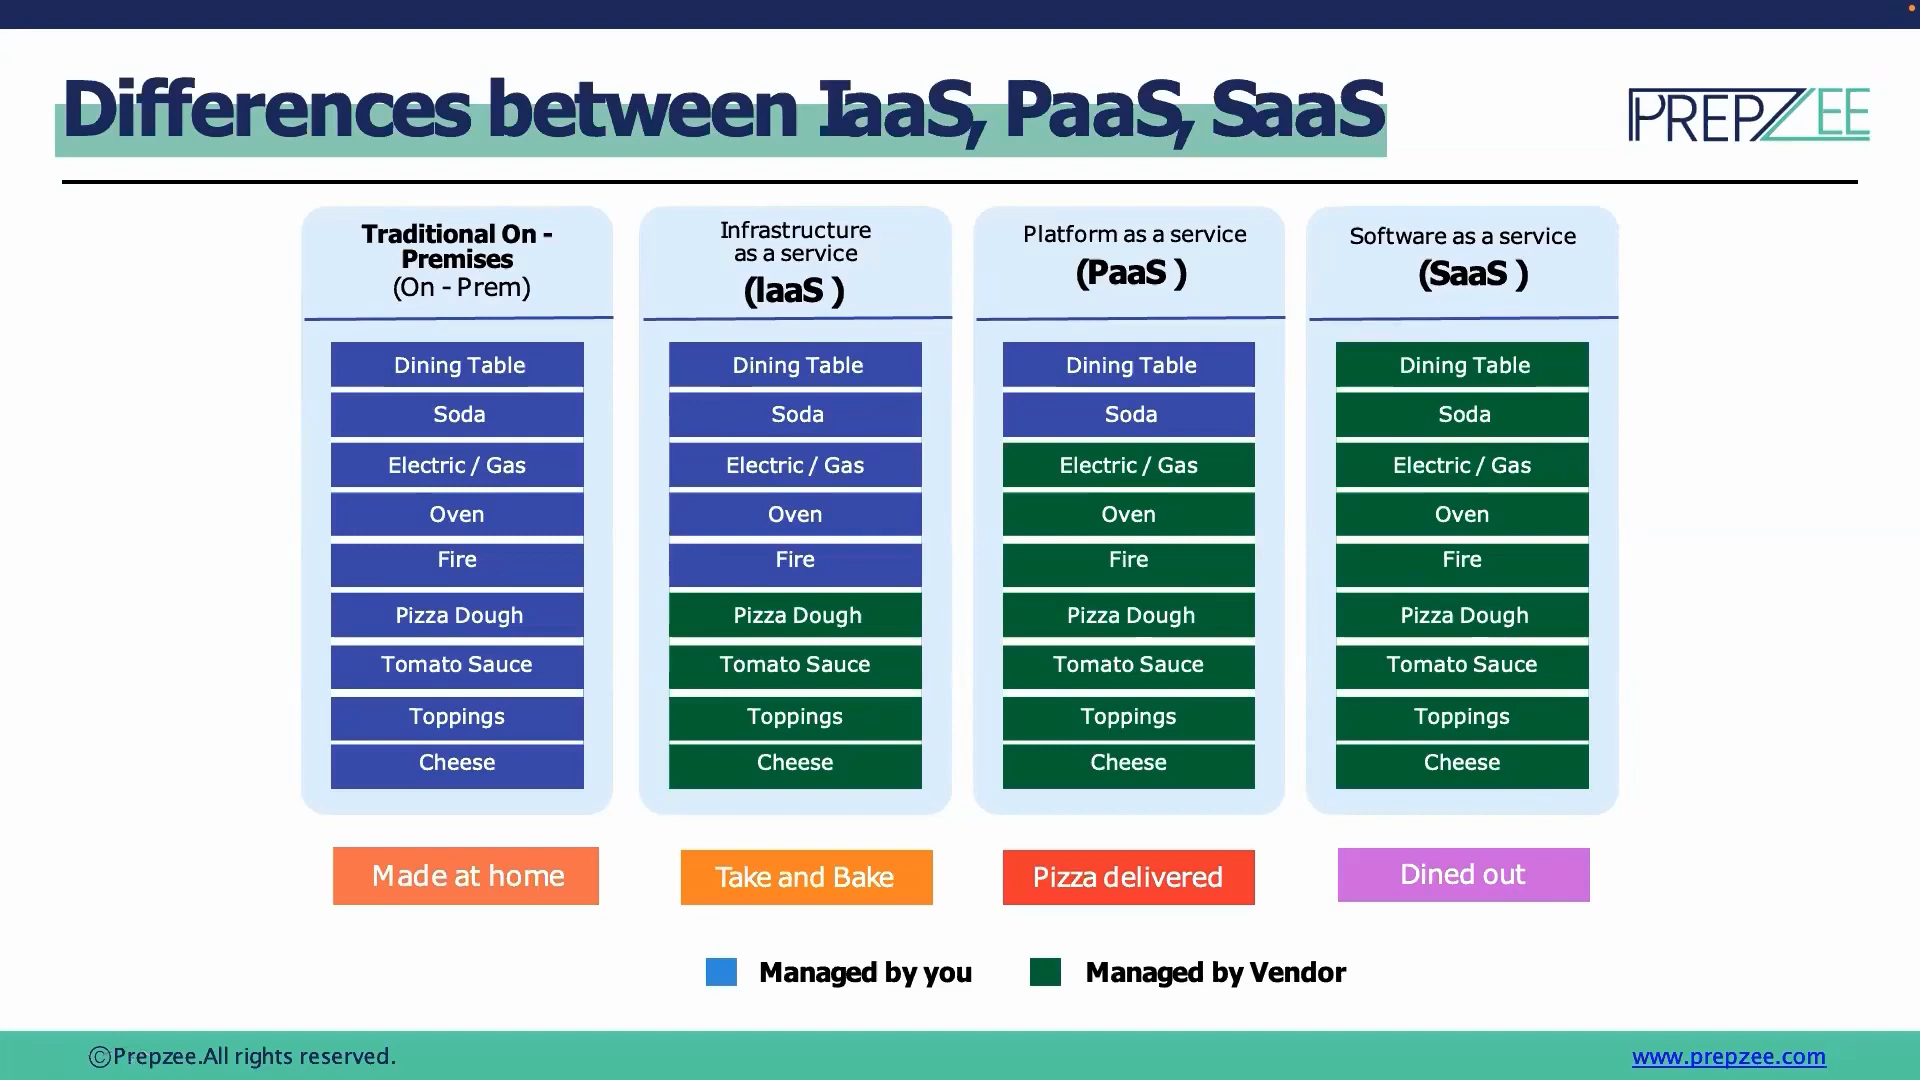 Differences between IaaS, PaaS, SaaS
PREPZEE
Traditional On -
Premises
(On - Prem)
Dining Table
Soda
Electric / Gas
Oven
Fire
Pizza Dough
Tomato Sauce
Toppings
Cheese
Made at home
Infrastructure
as a service
(IaaS )
Dining Table
Soda
Electric / Gas
Oven
Fire
Pizza Dough
Tomato Sauce
Toppings
Cheese
Take and Bake
Platform as a service
(PaaS )
Dining Table
Soda
Electric / Gas
Oven
Fire
Pizza Dough
Tomato Sauce
Toppings
Cheese
Pizza delivered
Software as a service
(SaaS )
Dining Table
Soda
Electric / Gas
Oven
Fire
Pizza Dough
Tomato Sauce
Toppings
Cheese
Dined out
Managed by you
Managed by Vendor
©Prepzee.All rights reserved.
www.prepzee.com